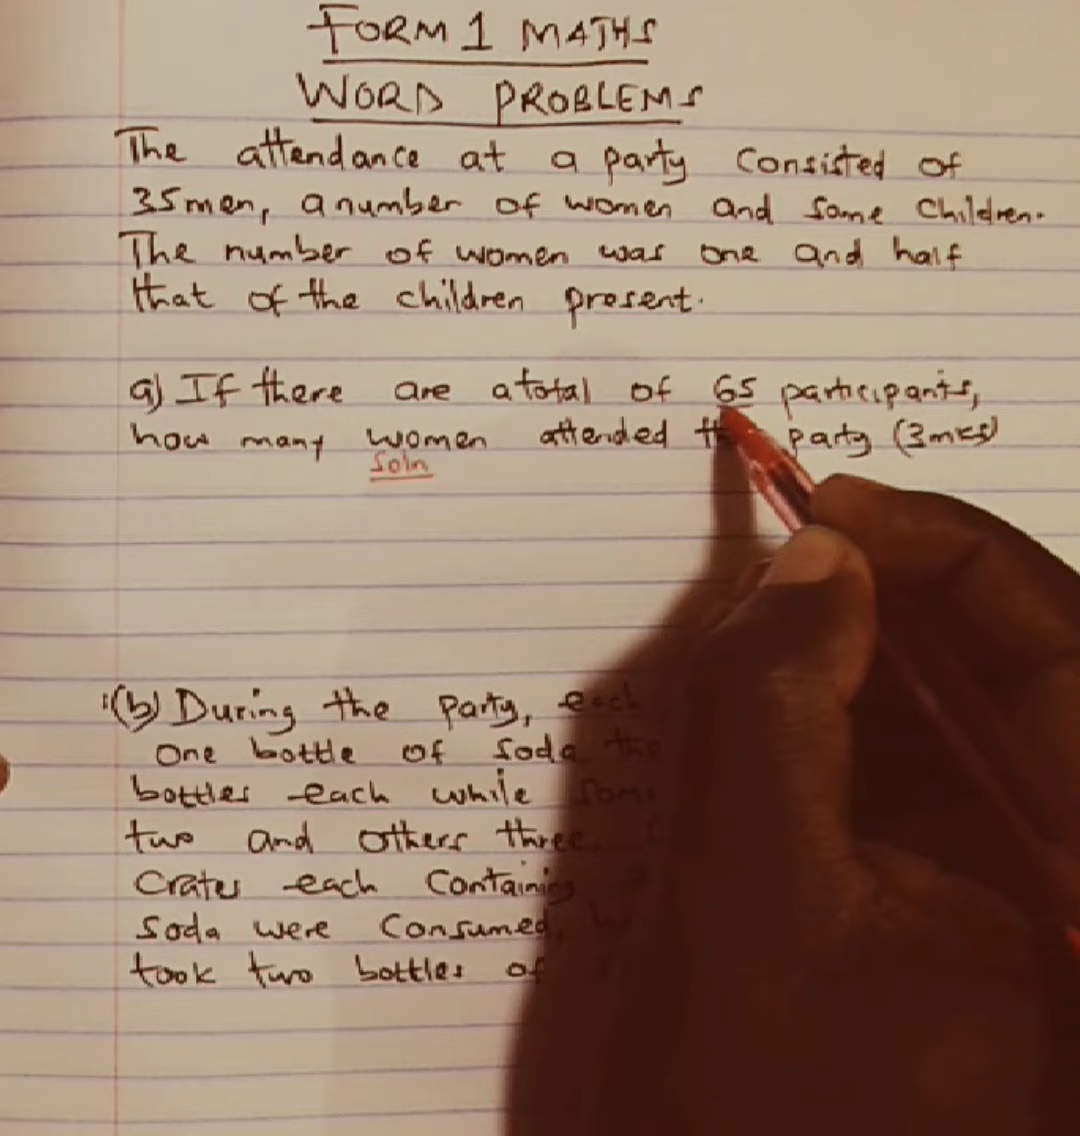 FORM 1 MATHS
WORD PROBLEMS
The attendance at a party Consisted of
35 men, a number of women and some children.
The number of women was one and half
that of the children present.
a) If there are a total of 65 participants,
how many women attended party (3mks)
Soln
(b) During the party, each
One bottle of soda
bottles each while some
two and others three.
Crates each Containing
Soda were Consumed,
took two bottles of